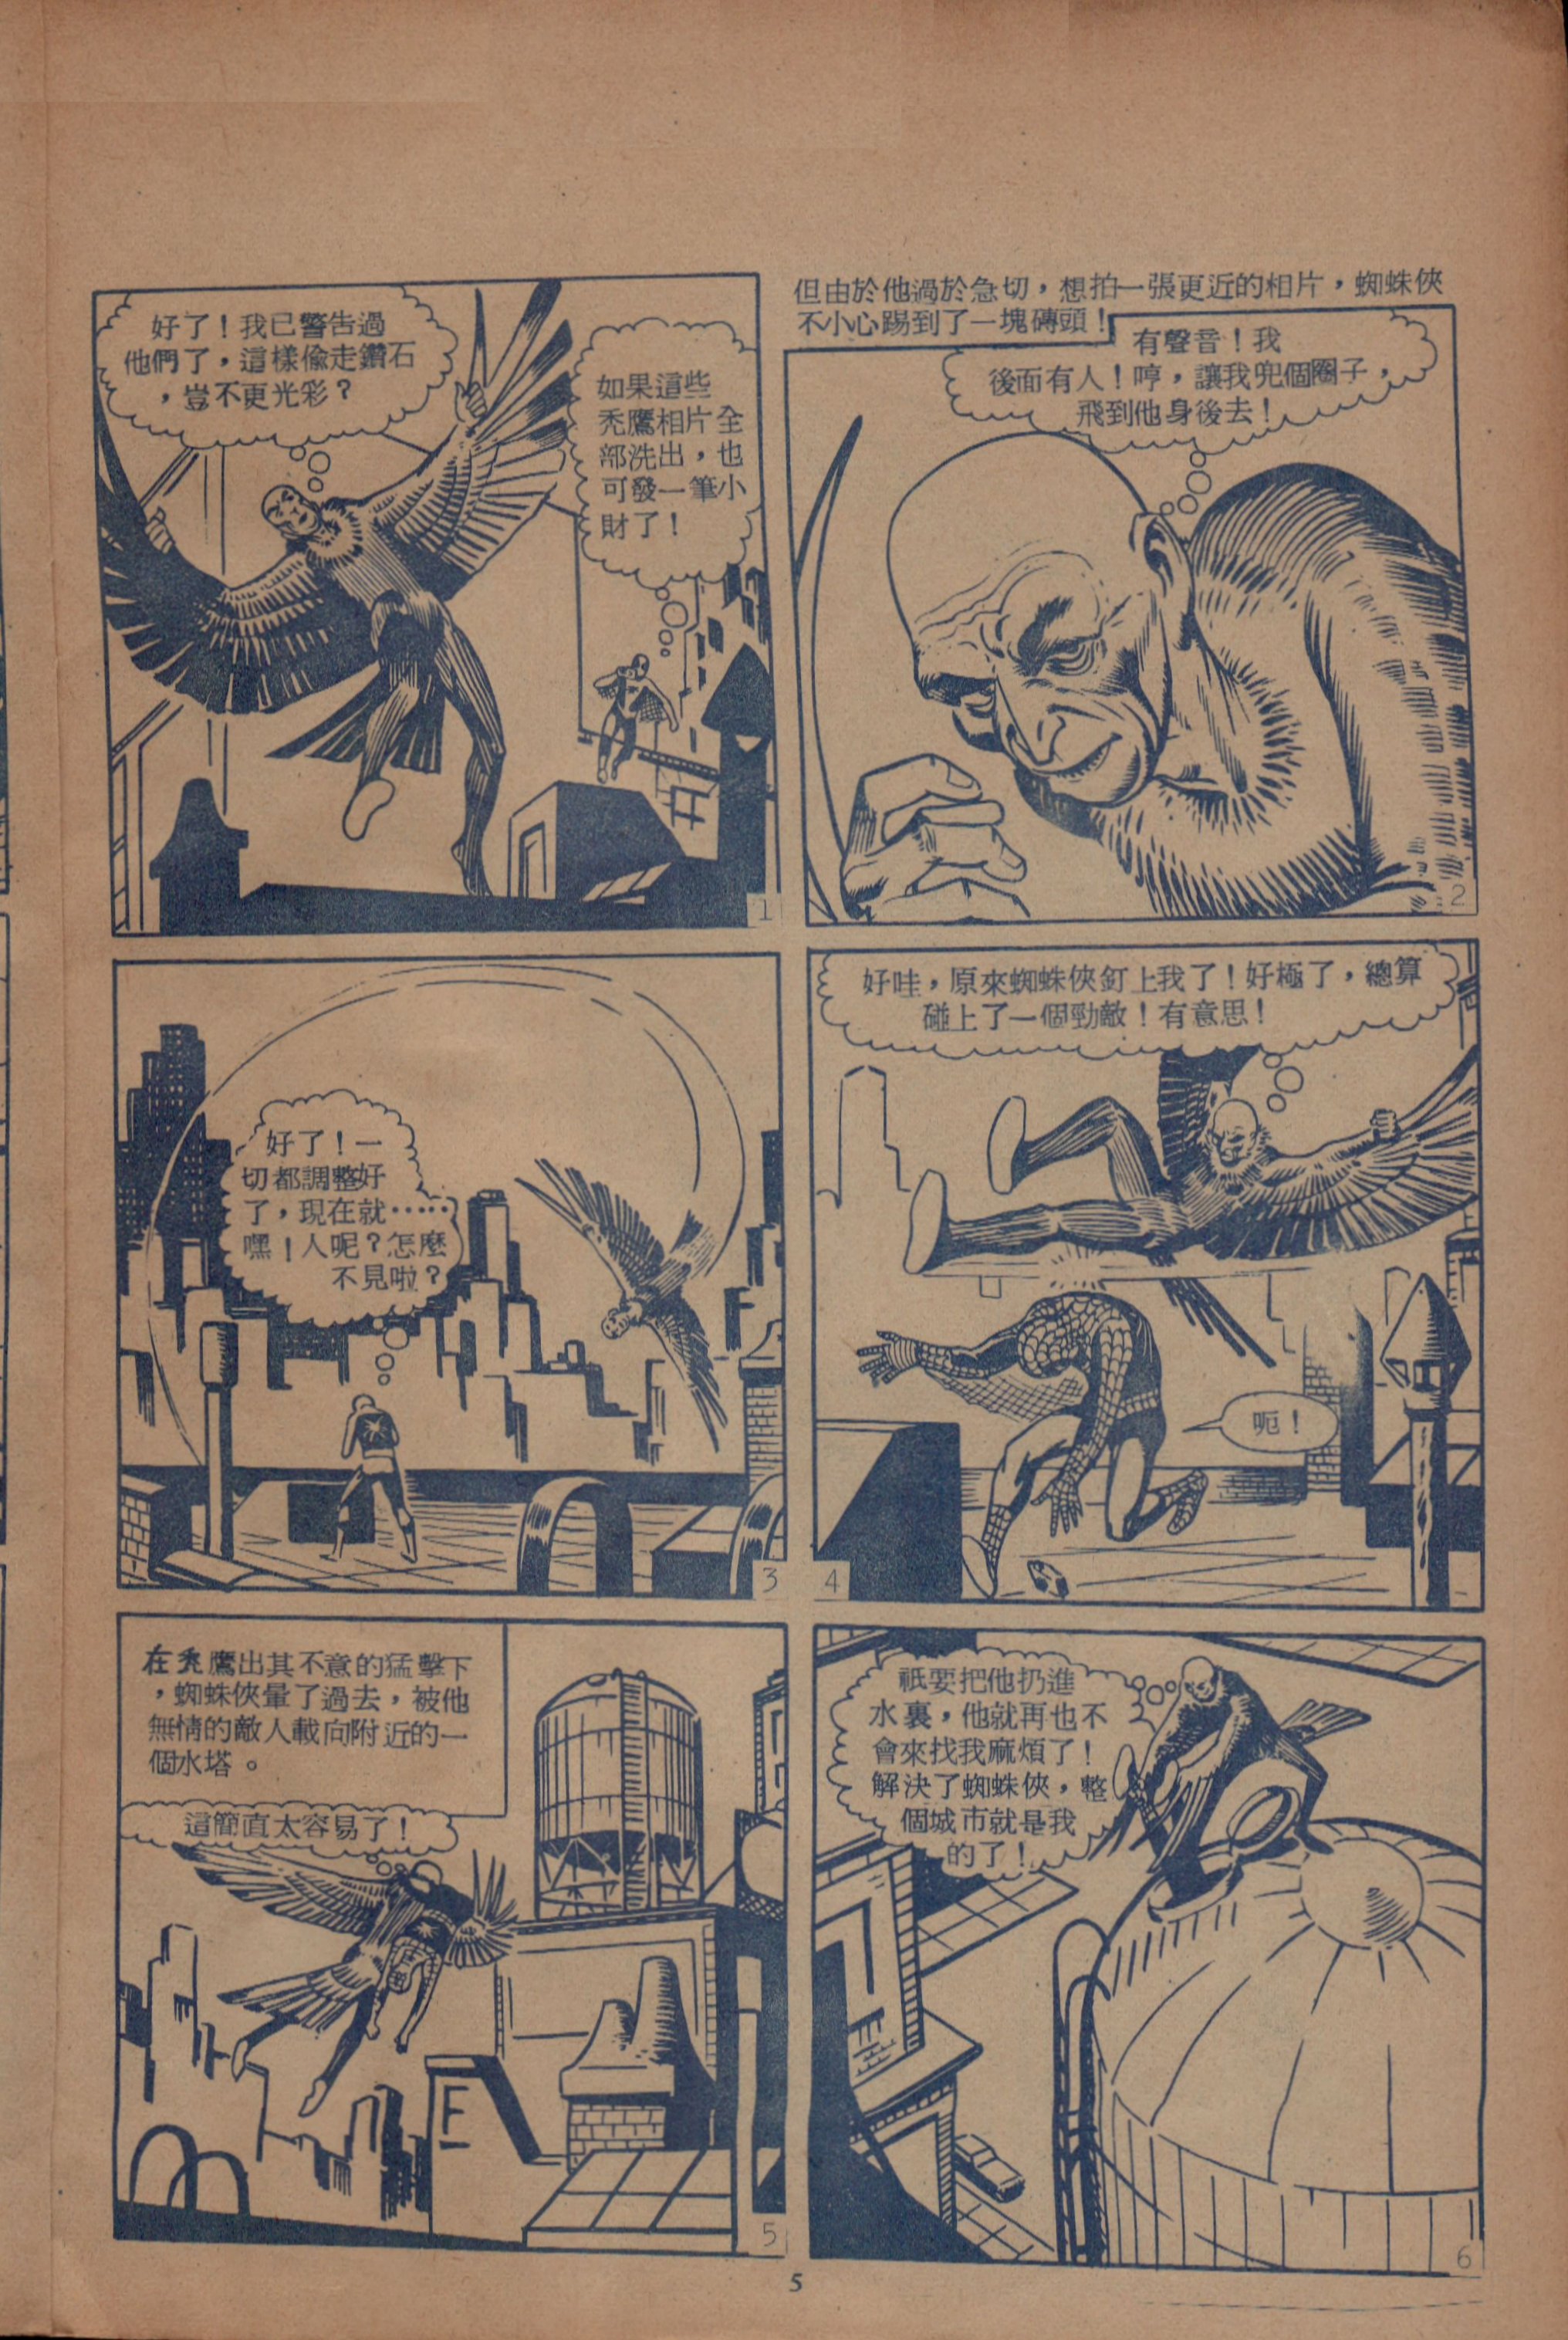 好了！我已警告過
他們了，這樣偷走鑽石
，豈不更光彩？
如果這些
禿鷹相片全
部洗出，也
可發一筆小
財了！
1
但由於他過於急切，想拍一張更近的相片，蜘蛛俠
不小心踢到了一塊磚頭！
有聲音！我
後面有人！哼，讓我兜個圈子，
飛到他身後去！
2
好了！一
切都調整好
了，現在就⋯⋯
嘿！人呢？怎麼
不見啦？
3
好哇，原來蜘蛛俠釘上我了！好極了，總算
碰上了一個勁敵！有意思！
呃！
4
在禿鷹出其不意的猛擊下
，蜘蛛俠暈了過去，被他
無情的敵人載向附近的一
個水塔。
這簡直太容易了！
5
祇要把他扔進
水裏，他就再也不
會來找我麻煩了！
解決了蜘蛛俠，整
個城市就是我
的了！
6
5